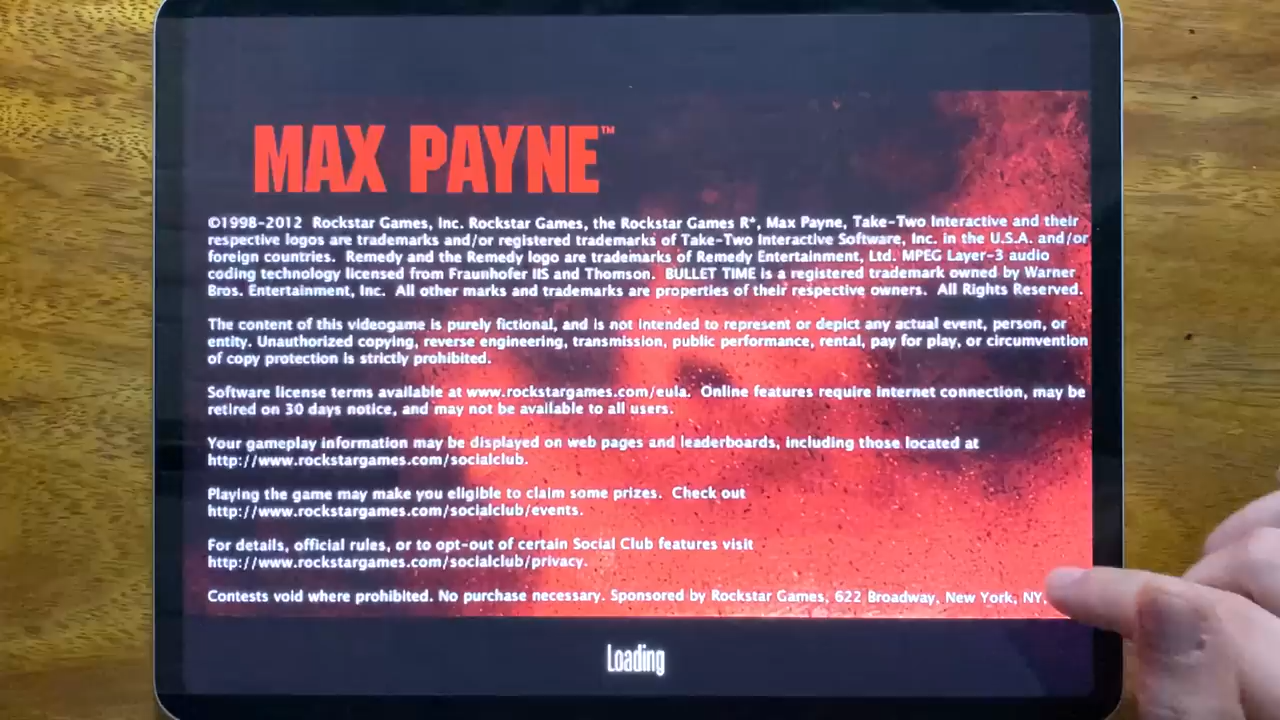 MAX PAYNE™
©1998-2012 Rockstar Games, Inc. Rockstar Games, the Rockstar Games R*, Max Payne, Take-Two Interactive and their
respective logos are trademarks and/or registered trademarks of Take-Two Interactive Software, Inc. in the U.S.A. and/or
foreign countries. Remedy and the Remedy logo are trademarks of Remedy Entertainment, Ltd. MPEG Layer-3 audio
coding technology licensed from Fraunhofer IIS and Thomson. BULLET TIME is a registered trademark owned by Warner
Bros. Entertainment, Inc. All other marks and trademarks are properties of their respective owners. All Rights Reserved.
The content of this videogame is purely fictional, and is not intended to represent or depict any actual event, person, or
entity. Unauthorized copying, reverse engineering, transmission, public performance, rental, pay for play, or circumvention
of copy protection is strictly prohibited.
Software license terms available at www.rockstargames.com/eula. Online features require internet connection, may be
retired on 30 days notice, and may not be available to all users.
Your gameplay information may be displayed on web pages and leaderboards, including those located at
http://www.rockstargames.com/socialclub.
Playing the game may make you eligible to claim some prizes. Check out
http://www.rockstargames.com/socialclub/events.
For details, official rules, or to opt-out of certain Social Club features visit
http://www.rockstargames.com/socialclub/privacy.
Contests void where prohibited. No purchase necessary. Sponsored by Rockstar Games, 622 Broadway, New York, NY,
Loading